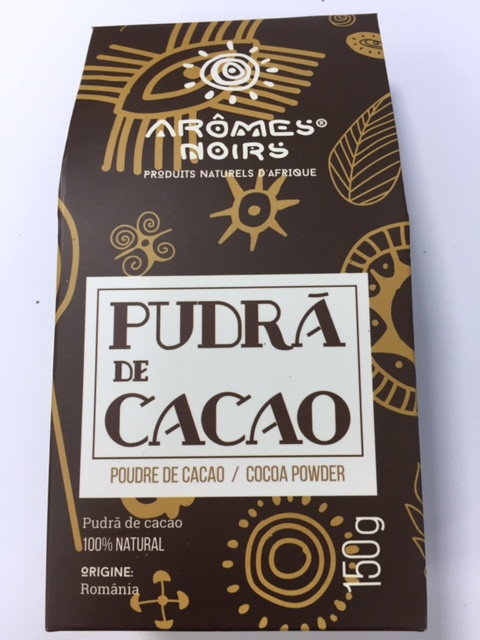 ARÔMES®
NOIRS
PRODUITS NATURELS D'AFRIQUE
PUDRĂ
DE
CACAO
POUDRE DE CACAO / COCOA POWDER
Pudră de cacao
100% NATURAL
ORIGINE:
România
150g